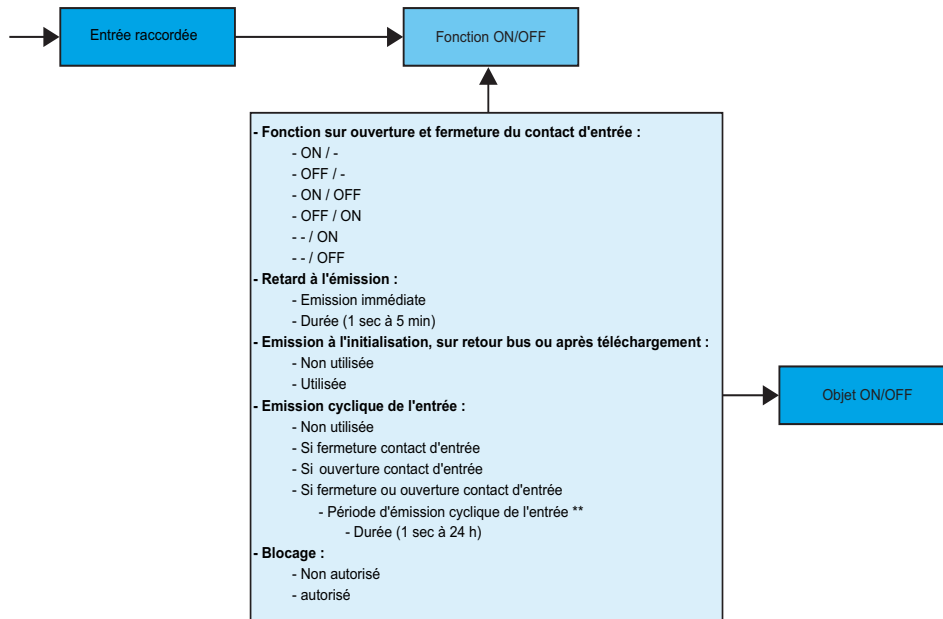 Entrée raccordée
Fonction ON/OFF
- Fonction sur ouverture et fermeture du contact d'entrée :
- ON / -
- OFF / -
- ON / OFF
- OFF / ON
- - / ON
- - / OFF
- Retard à l'émission :
- Emission immédiate
- Durée (1 sec à 5 min)
- Emission à l'initialisation, sur retour bus ou après téléchargement :
- Non utilisée
- Utilisée
- Emission cyclique de l'entrée :
- Non utilisée
- Si fermeture contact d'entrée
- Si ouverture contact d'entrée
- Si fermeture ou ouverture contact d'entrée
- Période d'émission cyclique de l'entrée **
- Durée (1 sec à 24 h)
- Blocage :
- Non autorisé
- autorisé
Objet ON/OFF